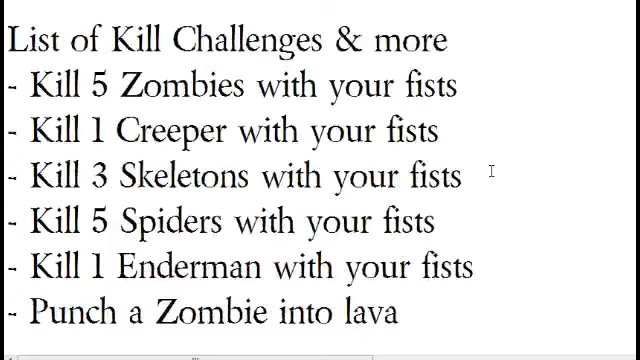 List of Kill Challenges & more
- Kill 5 Zombies with your fists
- Kill 1 Creeper with your fists
- Kill 3 Skeletons with your fists
- Kill 5 Spiders with your fists
- Kill 1 Enderman with your fists
- Punch a Zombie into lava